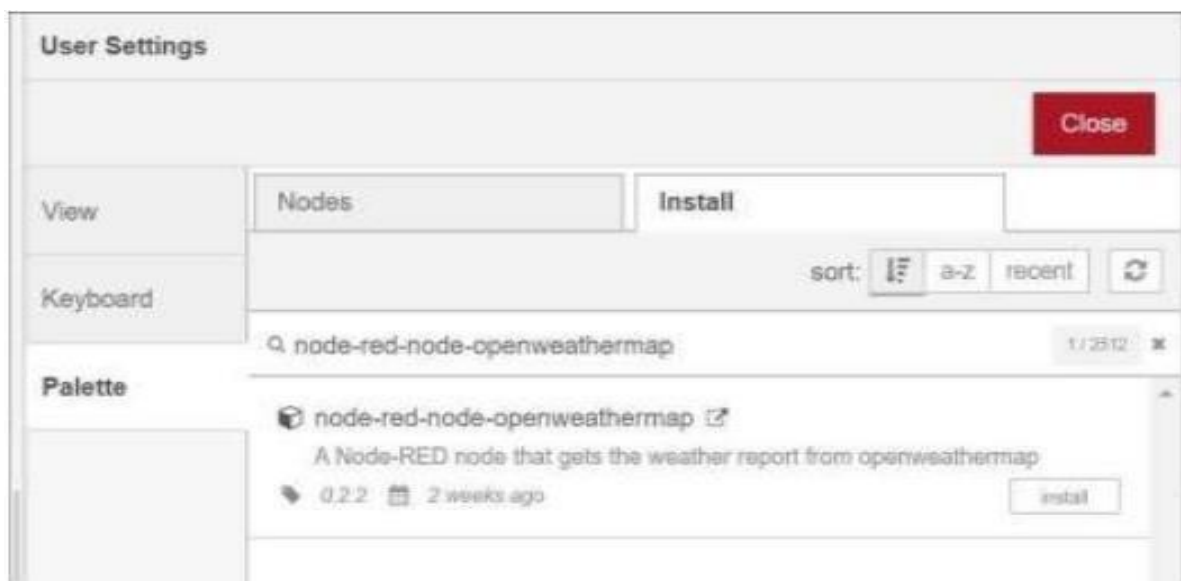 User Settings
Close
View
Nodes
Install
sort:
a-z
recent
Keyboard
node-red-node-openweathermap
1 / 2512
Palette
node-red-node-openweathermap
A Node-RED node that gets the weather report from openweathermap
0.2.2
2 weeks ago
install